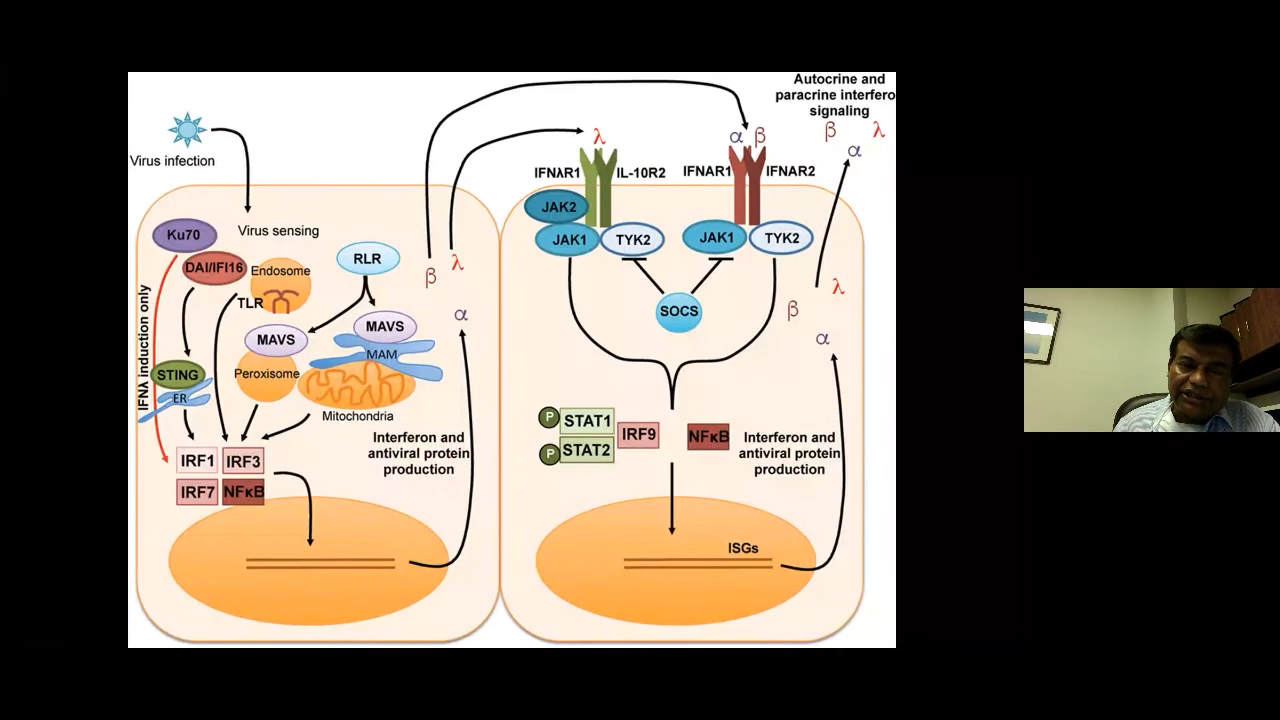 Autocrine and
paracrine interfero
signaling
β λ
α
Virus infection
λ
α β
IFNλR1
IL-10R2
IFNAR1
IFNAR2
JAK2
JAK1
TYK2
JAK1
TYK2
Ku70
Virus sensing
DAI/IFI16
Endosome
TLR
RLR
β
λ
α
SOCS
IFNλ induction only
MAVS
MAVS
MAM
Peroxisome
STING
ER
Mitochondria
λ
β
α
Interferon and
antiviral protein
production
P
STAT1
P
STAT2
IRF9
NFκB
Interferon and
antiviral protein
production
IRF1
IRF3
IRF7
NFκB
ISGs